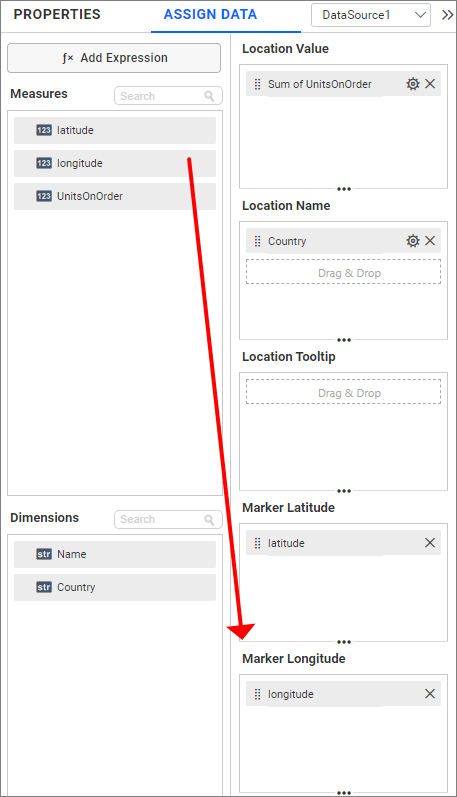 PROPERTIES
ASSIGN DATA
DataSource1
ƒx Add Expression
Measures
Search
123 latitude
123 longitude
123 UnitsOnOrder
Dimensions
Search
str Name
str Country
Location Value
Sum of UnitsOnOrder
Location Name
Country
Drag & Drop
Location Tooltip
Drag & Drop
Marker Latitude
latitude
Marker Longitude
longitude